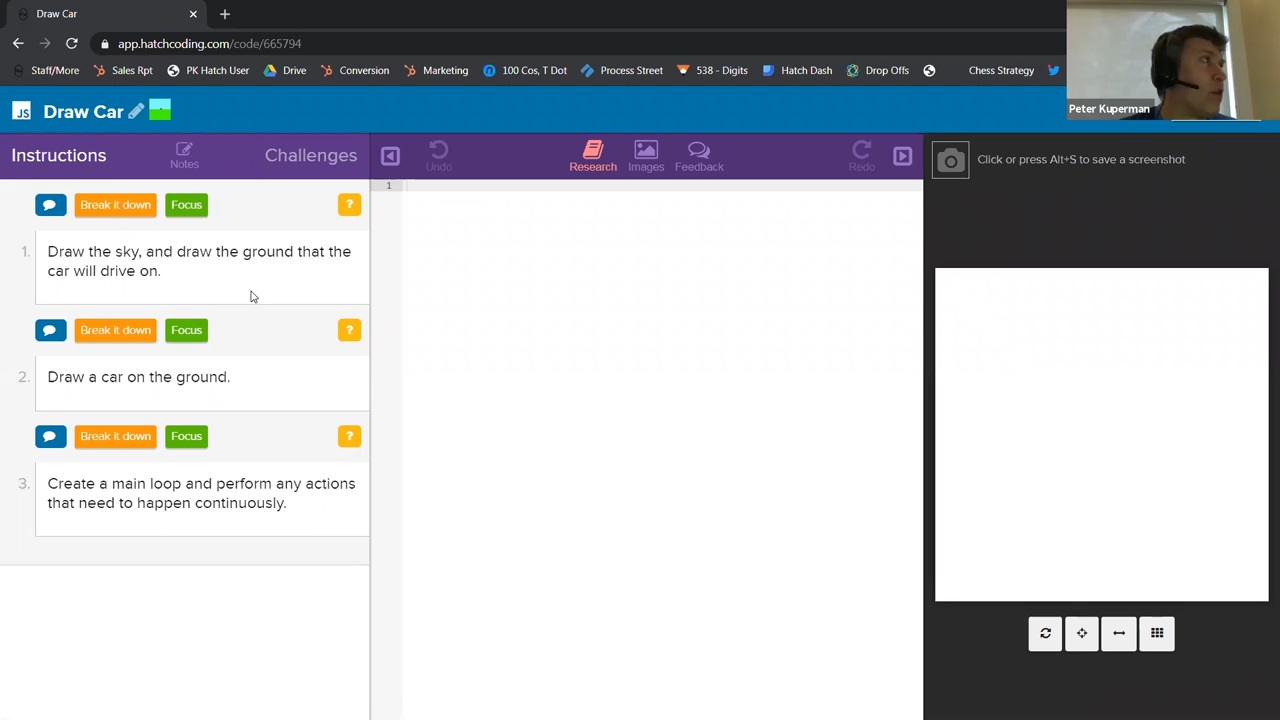 Draw Car
app.hatchcoding.com/code/665794
Staff/More
Sales Rpt
PK Hatch User
Drive
Conversion
Marketing
100 Cos, T Dot
Process Street
538 - Digits
Hatch Dash
Drop Offs
Chess Strategy
Peter Kuperman
JS
Draw Car
Instructions
Notes
Challenges
Undo
Research
Images
Feedback
Redo
Click or press Alt+S to save a screenshot
1
Break it down
Focus
?
1.
Draw the sky, and draw the ground that the
car will drive on.
Break it down
Focus
?
2.
Draw a car on the ground.
Break it down
Focus
?
3.
Create a main loop and perform any actions
that need to happen continuously.